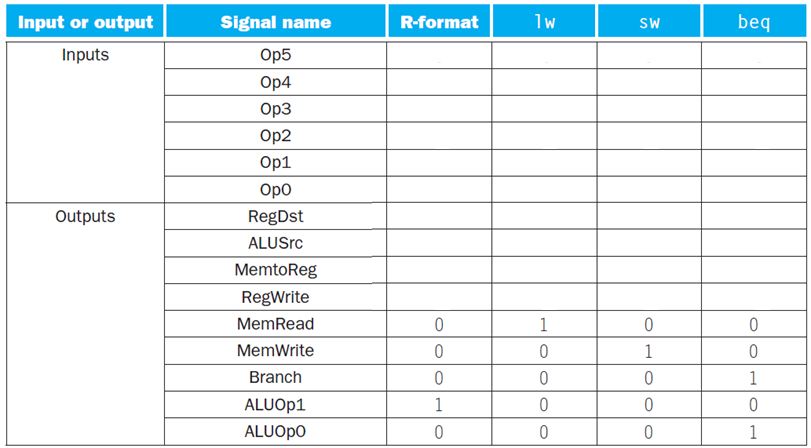 Input or output Signal name R-format lw sw beq
Inputs Op5
Op4
Op3
Op2
Op1
Op0
Outputs RegDst
ALUSrc
MemtoReg
RegWrite
MemRead 0 1 0 0
MemWrite 0 0 1 0
Branch 0 0 0 1
ALUOp1 1 0 0 0
ALUOp0 0 0 0 1